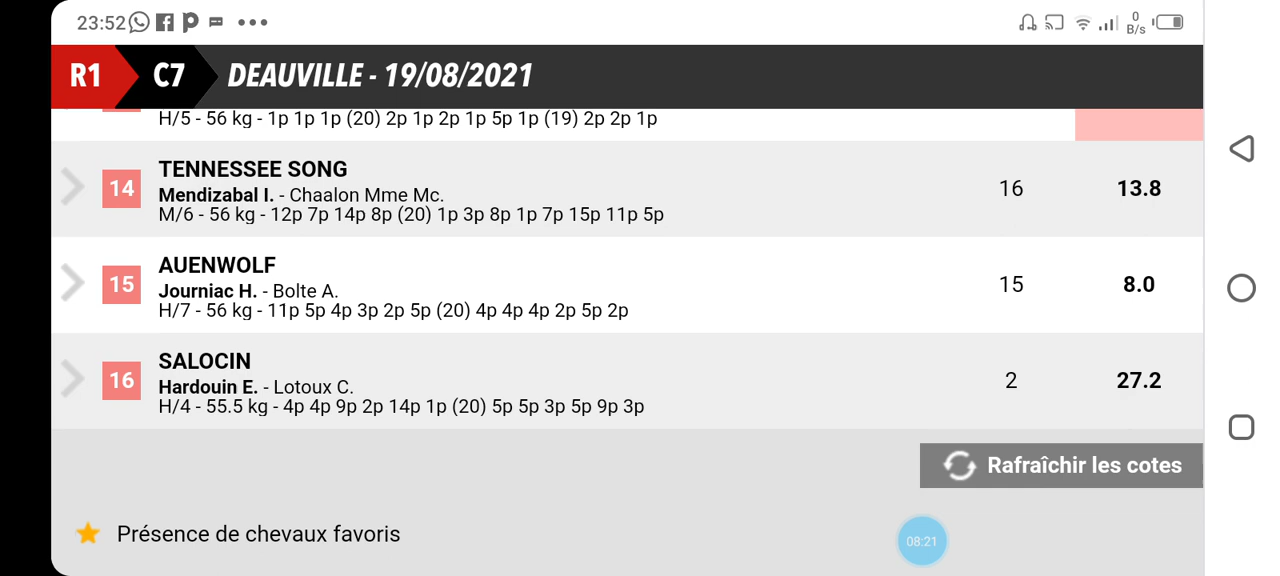 23:52
0
B/s
R1 C7 DEAUVILLE - 19/08/2021
H/5 - 56 kg - 1p 1p 1p (20) 2p 1p 2p 1p 5p 1p (19) 2p 2p 1p
TENNESSEE SONG
14 Mendizabal I. - Chaalon Mme Mc. 16 13.8
M/6 - 56 kg - 12p 7p 14p 8p (20) 1p 3p 8p 1p 7p 15p 11p 5p
AUENWOLF
15 Journiac H. - Bolte A. 15 8.0
H/7 - 56 kg - 11p 5p 4p 3p 2p 5p (20) 4p 4p 4p 2p 5p 2p
SALOCIN
16 Hardouin E. - Lotoux C. 2 27.2
H/4 - 55.5 kg - 4p 4p 9p 2p 14p 1p (20) 5p 5p 3p 5p 9p 3p
Rafraîchir les cotes
Présence de chevaux favoris
08:21